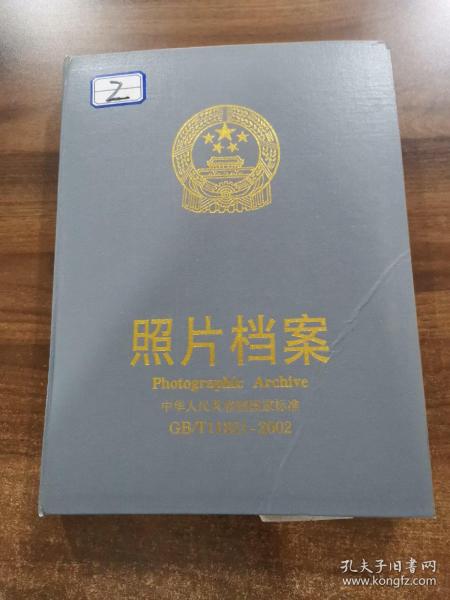 2
照片档案
Photographic Archive
中华人民共和国国家标准
GB/T11821-2002
孔夫子旧书网
www.kongfz.com